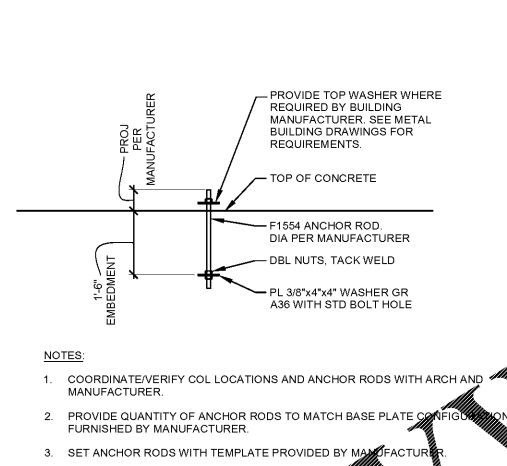 PROVIDE TOP WASHER WHERE
REQUIRED BY BUILDING
MANUFACTURER. SEE METAL
BUILDING DRAWINGS FOR
REQUIREMENTS.
PROJ
PER
MANUFACTURER
TOP OF CONCRETE
F1554 ANCHOR ROD.
DIA PER MANUFACTURER
DBL NUTS, TACK WELD
1'-6"
EMBEDMENT
PL 3/8"x4"x4" WASHER GR
A36 WITH STD BOLT HOLE
NOTES:
1. COORDINATE/VERIFY COL LOCATIONS AND ANCHOR RODS WITH ARCH AND
MANUFACTURER.
2. PROVIDE QUANTITY OF ANCHOR RODS TO MATCH BASE PLATE CONFIGURATION
FURNISHED BY MANUFACTURER.
3. SET ANCHOR RODS WITH TEMPLATE PROVIDED BY MANUFACTURER.